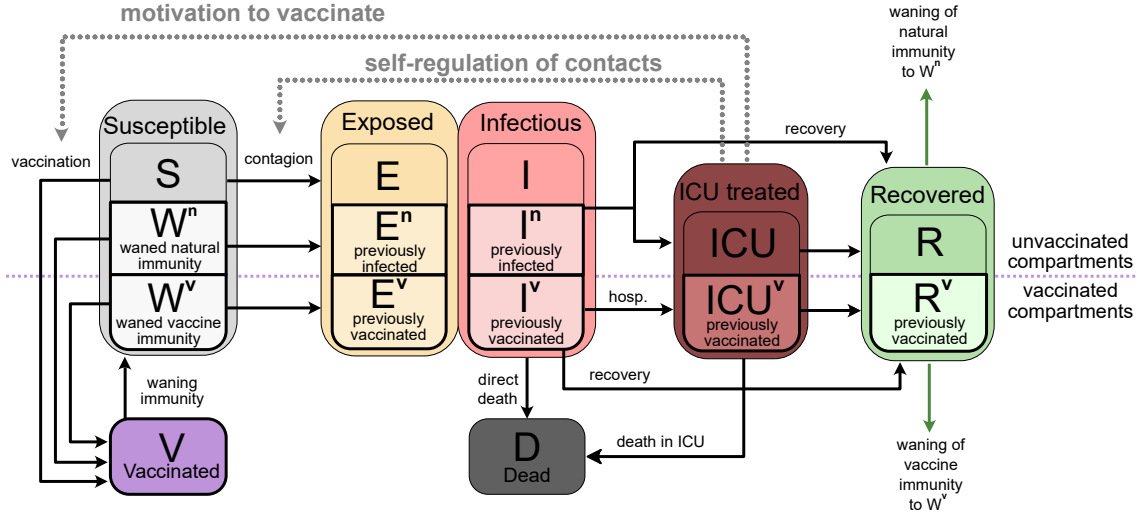 motivation to vaccinate
waning of
natural
immunity
to Wⁿ
self-regulation of contacts
Susceptible
Exposed
Infectious
recovery
vaccination
contagion
S
E
I
ICU treated
Recovered
Wⁿ
waned natural
immunity
Eⁿ
previously
infected
Iⁿ
previously
infected
ICU
R
unvaccinated
compartments
Wᵛ
waned vaccine
immunity
Eᵛ
previously
vaccinated
Iᵛ
previously
vaccinated
hosp.
ICUᵛ
previously
vaccinated
Rᵛ
previously
vaccinated
vaccinated
compartments
waning
immunity
direct
death
recovery
V
Vaccinated
D
Dead
death in ICU
waning of
vaccine
immunity
to Wᵛ